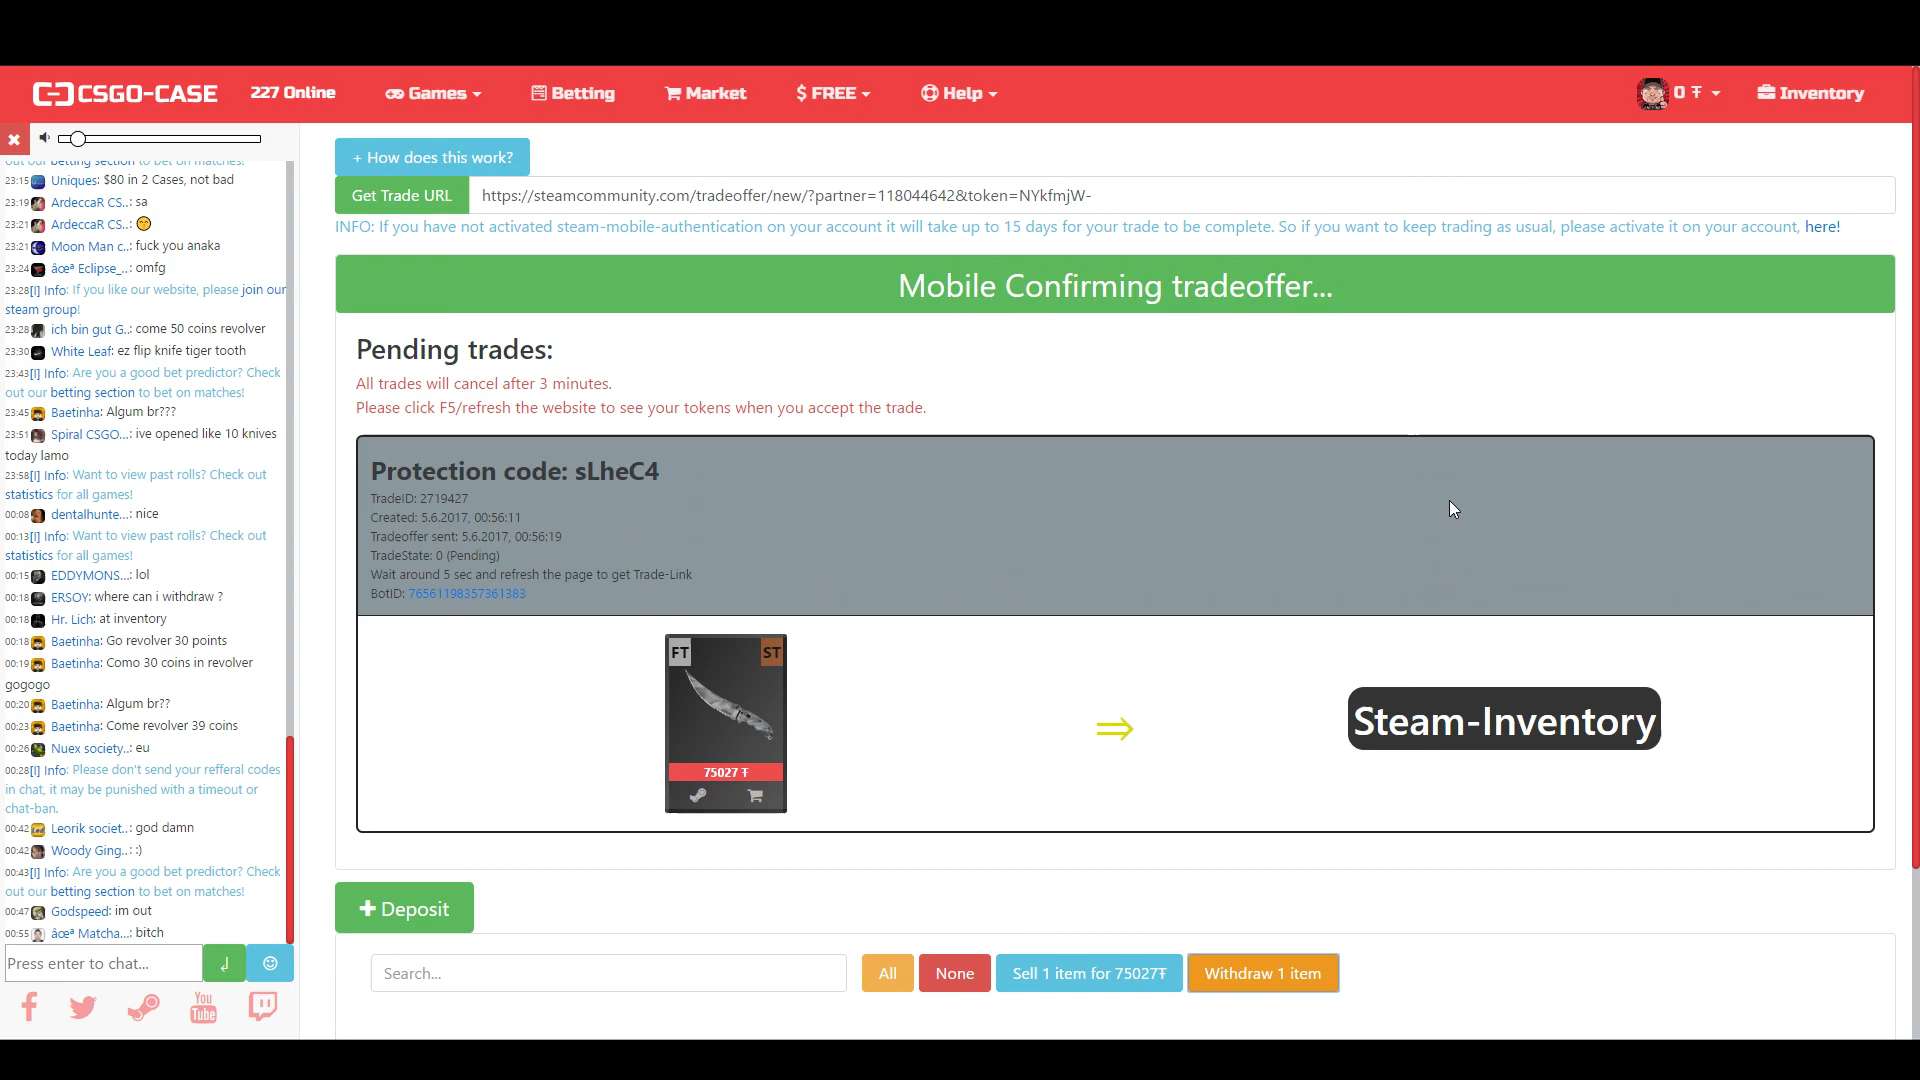 CSGO-CASE
227 Online
Games
Betting
Market
$ FREE
Help
0 Ŧ
Inventory
out our betting section to bet on matches!
23:15 Uniques: $80 in 2 Cases, not bad
23:19 ArdeccaR CS..: sa
23:21 ArdeccaR CS..:
23:21 Moon Man c..: fuck you anaka
23:24 âœª Eclipse_..: omfg
23:28[I] Info: If you like our website, please join our
steam group!
23:28 ich bin gut G..: come 50 coins revolver
23:30 White Leaf: ez flip knife tiger tooth
23:43[I] Info: Are you a good bet predictor? Check
out our betting section to bet on matches!
23:45 Baetinha: Algum br???
23:51 Spiral CSGO...: ive opened like 10 knives
today lamo
23:58[I] Info: Want to view past rolls? Check out
statistics for all games!
00:08 dentalhunte...: nice
00:13[I] Info: Want to view past rolls? Check out
statistics for all games!
00:15 EDDYMONS...: lol
00:18 ERSOY: where can i withdraw ?
00:18 Hr. Lich: at inventory
00:18 Baetinha: Go revolver 30 points
00:19 Baetinha: Como 30 coins in revolver
gogogo
00:20 Baetinha: Algum br??
00:23 Baetinha: Come revolver 39 coins
00:26 Nuex society..: eu
00:28[I] Info: Please don't send your refferal codes
in chat, it may be punished with a timeout or
chat-ban.
00:42 Leorik societ..: god damn
00:42 Woody Ging..: :)
00:43[I] Info: Are you a good bet predictor? Check
out our betting section to bet on matches!
00:47 Godspeed: im out
00:55 âœª Matcha...: bitch
Press enter to chat...
You
Tube
+ How does this work?
Get Trade URL
https://steamcommunity.com/tradeoffer/new/?partner=118044642&token=NYkfmjW-
INFO: If you have not activated steam-mobile-authentication on your account it will take up to 15 days for your trade to be complete. So if you want to keep trading as usual, please activate it on your account, here!
Mobile Confirming tradeoffer...
Pending trades:
All trades will cancel after 3 minutes.
Please click F5/refresh the website to see your tokens when you accept the trade.
Protection code: sLheC4
TradeID: 2719427
Created: 5.6.2017, 00:56:11
Tradeoffer sent: 5.6.2017, 00:56:19
TradeState: 0 (Pending)
Wait around 5 sec and refresh the page to get Trade-Link
BotID: 76561198357361383
FT
ST
75027 Ŧ
⇒
Steam-Inventory
Deposit
Search...
All
None
Sell 1 item for 75027Ŧ
Withdraw 1 item